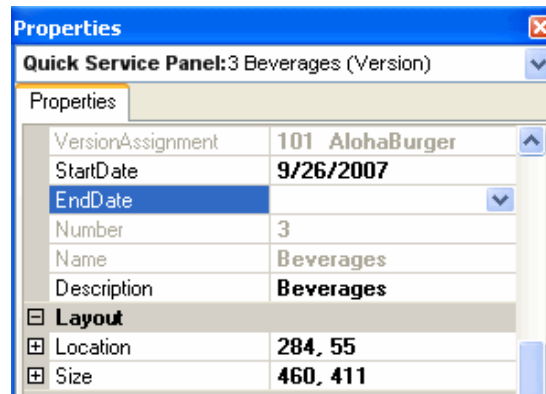 Properties
Quick Service Panel:3 Beverages (Version)
Properties
VersionAssignment 101 AlohaBurger
StartDate 9/26/2007
EndDate
Number 3
Name Beverages
Description Beverages
Layout
Location 284, 55
Size 460, 411